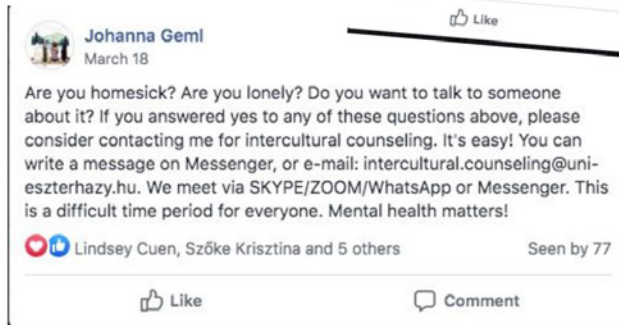 Like
Johanna Geml
March 18
Are you homesick? Are you lonely? Do you want to talk to someone
about it? If you answered yes to any of these questions above, please
consider contacting me for intercultural counseling. It's easy! You can
write a message on Messenger, or e-mail: intercultural.counseling@uni-
eszterhazy.hu. We meet via SKYPE/ZOOM/WhatsApp or Messenger. This
is a difficult time period for everyone. Mental health matters!
Lindsey Cuen, Szőke Krisztina and 5 others Seen by 77
Like Comment